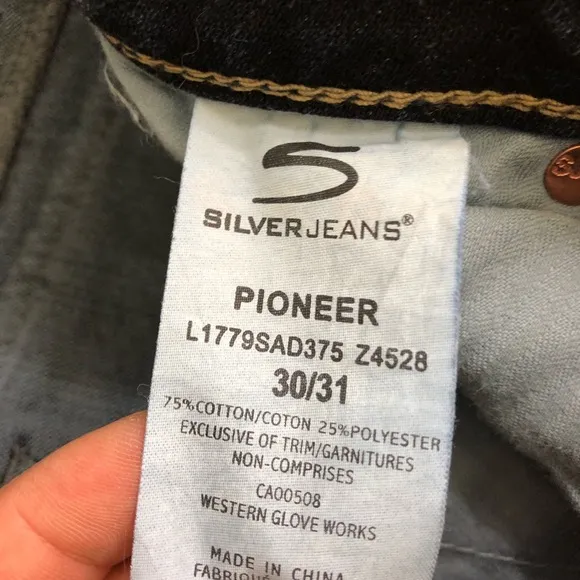 S
SILVERJEANS®
PIONEER
L1779SAD375 Z4528
30/31
75%COTTON/COTON 25%POLYESTER
EXCLUSIVE OF TRIM/GARNITURES
NON-COMPRISES
CA00508
WESTERN GLOVE WORKS
MADE IN CHINA